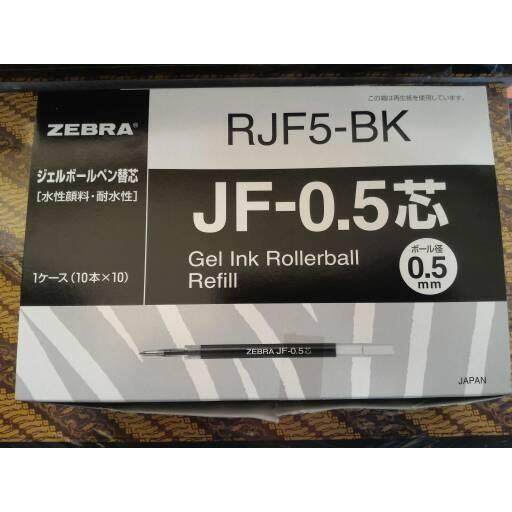 この箱は再生紙を使用しています。
ZEBRA®
RJF5-BK
ジェルボールペン替芯
[水性顔料・耐水性]
JF-0.5芯
Gel Ink Rollerball
Refill
ボール径
0.5
mm
1ケース(10本×10)
ZEBRA JF-0.5芯
JAPAN